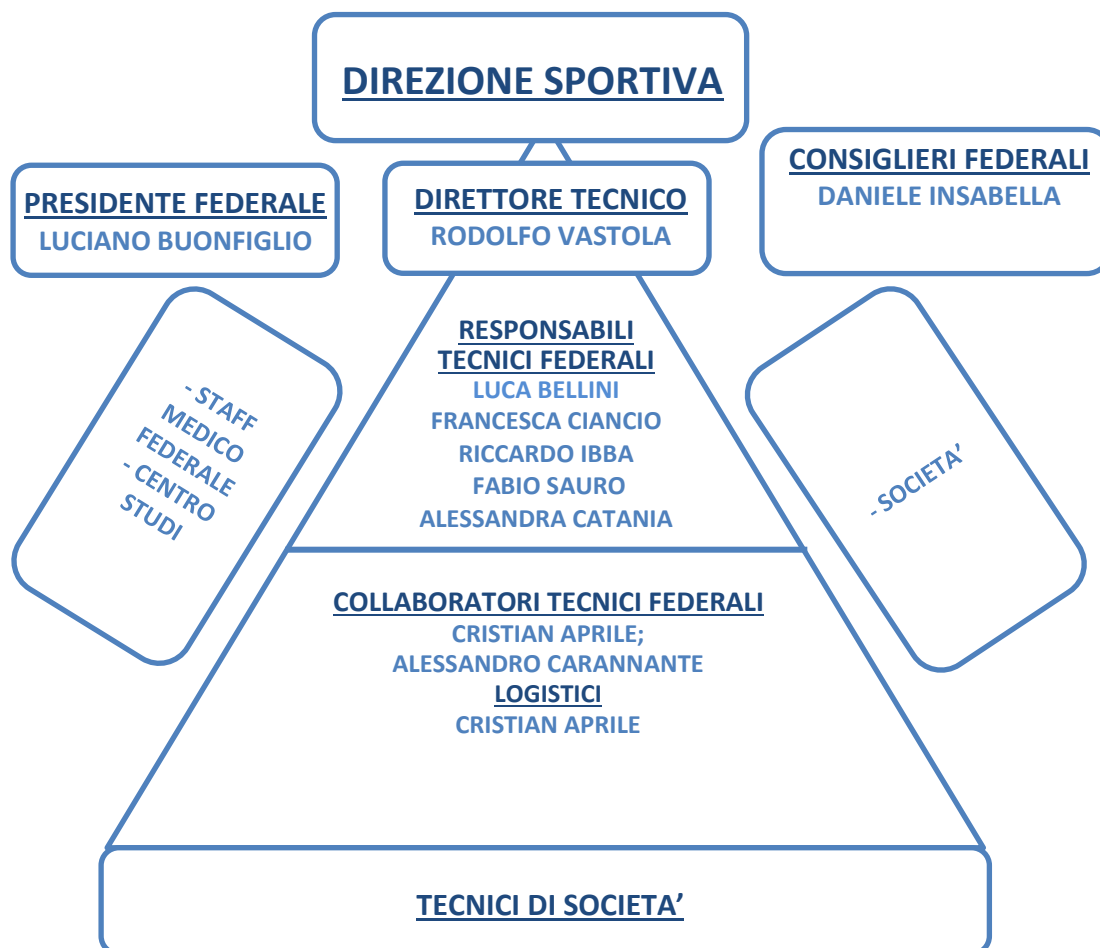 DIREZIONE SPORTIVA
PRESIDENTE FEDERALE
LUCIANO BUONFIGLIO
DIRETTORE TECNICO
RODOLFO VASTOLA
CONSIGLIERI FEDERALI
DANIELE INSABELLA
- STAFF
MEDICO
FEDERALE
- CENTRO
STUDI
RESPONSABILI
TECNICI FEDERALI
LUCA BELLINI
FRANCESCA CIANCIO
RICCARDO IBBA
FABIO SAURO
ALESSANDRA CATANIA
- SOCIETA’
COLLABORATORI TECNICI FEDERALI
CRISTIAN APRILE;
ALESSANDRO CARANNANTE
LOGISTICI
CRISTIAN APRILE
TECNICI DI SOCIETA’